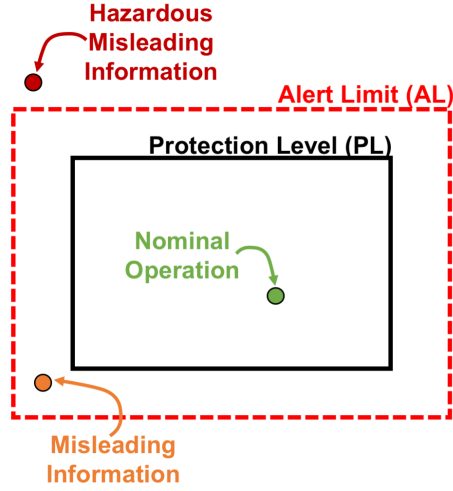 Hazardous
Misleading
Information
Alert Limit (AL)
Protection Level (PL)
Nominal
Operation
Misleading
Information